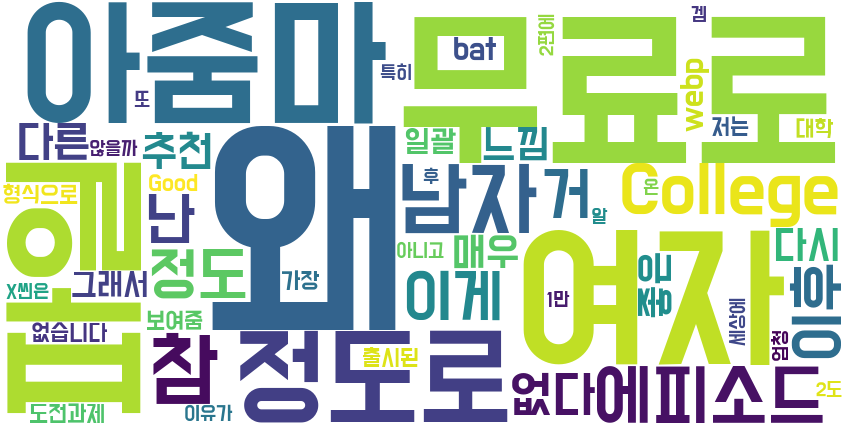 아줌마
무료로
bat
2편에
겜
특히
또
webp
저는
대학
다른
않을까
추천
일괄
느낌
형식으로
Good
난
왜
후
남자
거
온
College
알
힙
X씬은
그래서
정도
가장
아니고
매우
이게
여자
좋은
다시
이후
1만
세상에
엄청
없습니다
보여줌
참
정도로
출시된
없다
에피소드
2도
도전과제
이유가